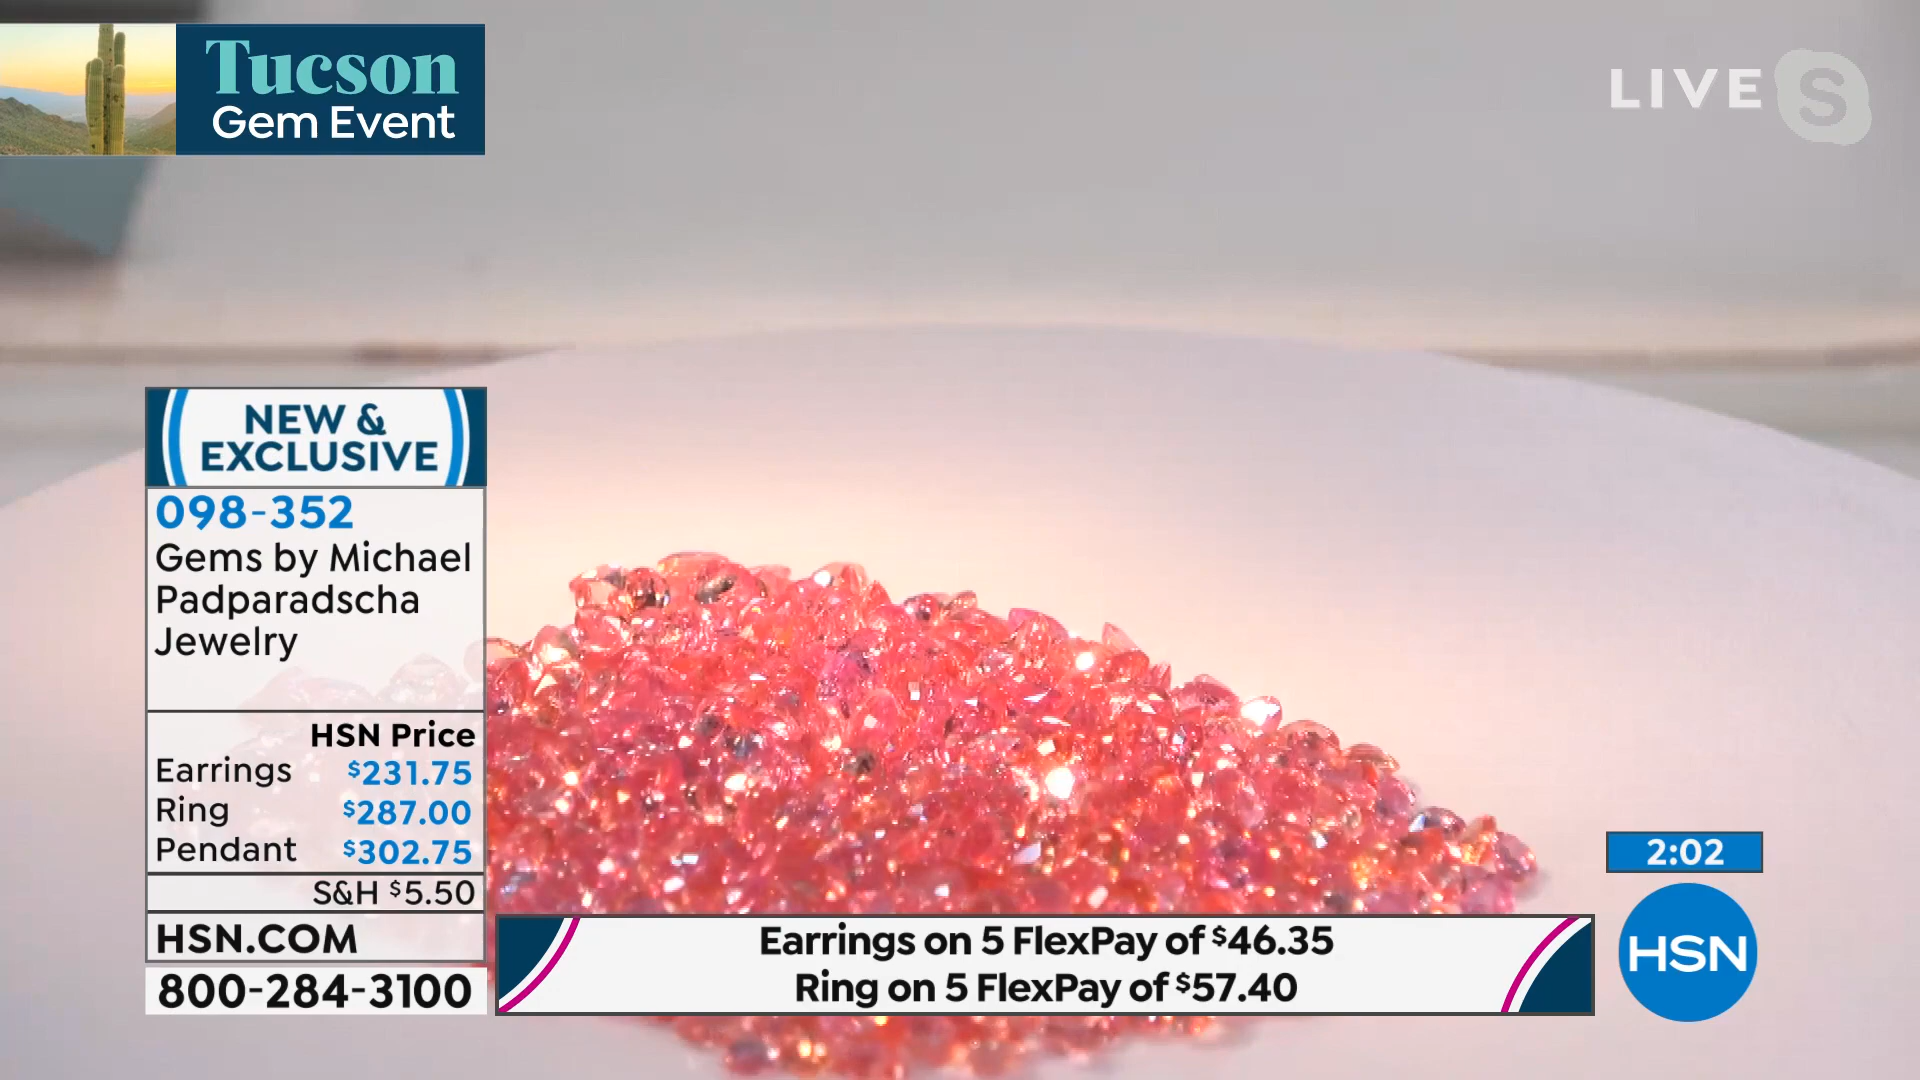 Tucson
Gem Event
LIVE S
NEW &
EXCLUSIVE
098-352
Gems by Michael
Padparadscha
Jewelry
HSN Price
Earrings $231.75
Ring $287.00
Pendant $302.75
S&H $5.50
HSN.COM
800-284-3100
Earrings on 5 FlexPay of $46.35
Ring on 5 FlexPay of $57.40
2:02
HSN